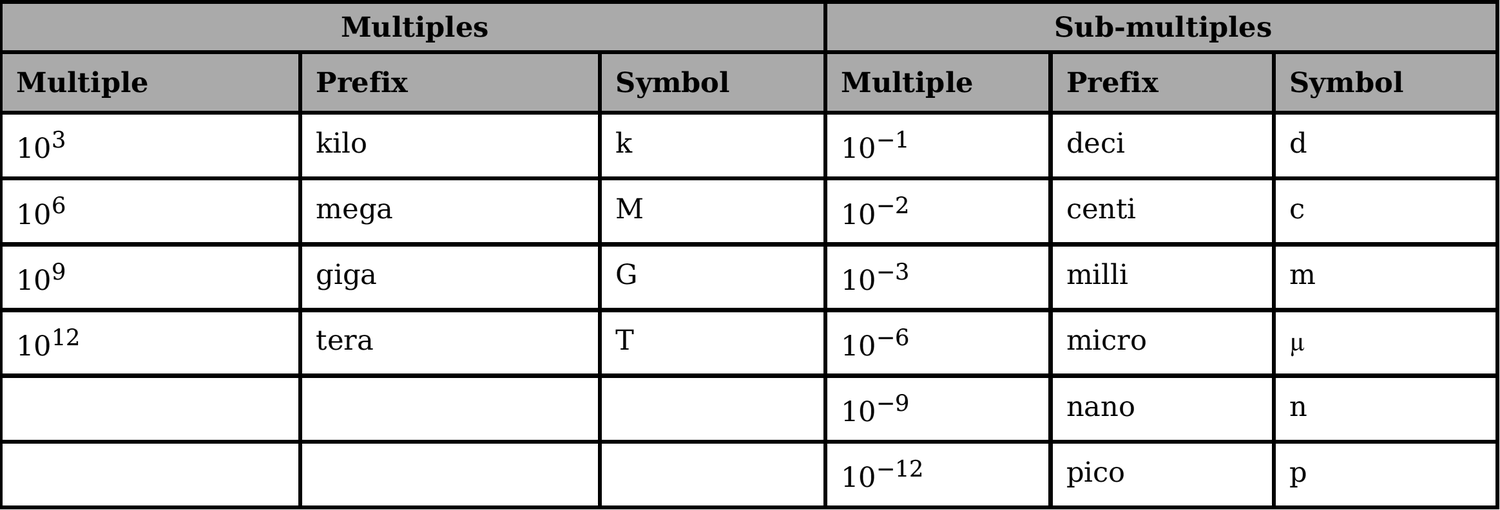 Multiples Sub-multiples
Multiple Prefix Symbol Multiple Prefix Symbol
10³ kilo k 10⁻¹ deci d
10⁶ mega M 10⁻² centi c
10⁹ giga G 10⁻³ milli m
10¹² tera T 10⁻⁶ micro μ
10⁻⁹ nano n
10⁻¹² pico p